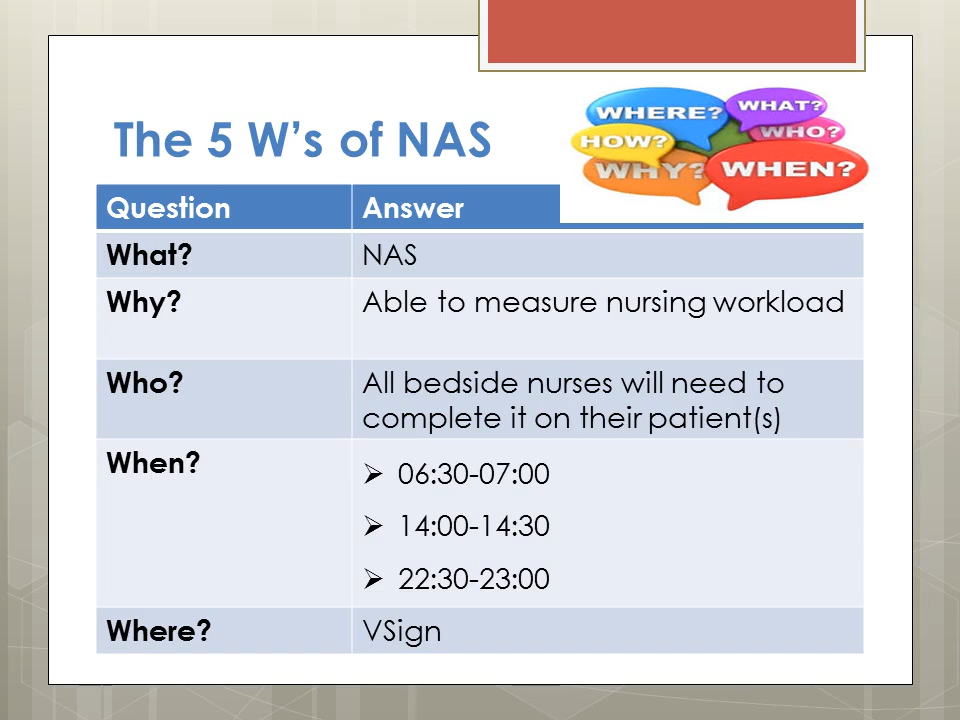 The 5 W’s of NAS
WHERE?
WHAT?
HOW?
WHO?
WHY?
WHEN?
Question Answer
What? NAS
Why? Able to measure nursing workload
Who? All bedside nurses will need to
complete it on their patient(s)
When?
➢ 06:30-07:00
➢ 14:00-14:30
➢ 22:30-23:00
Where? VSign